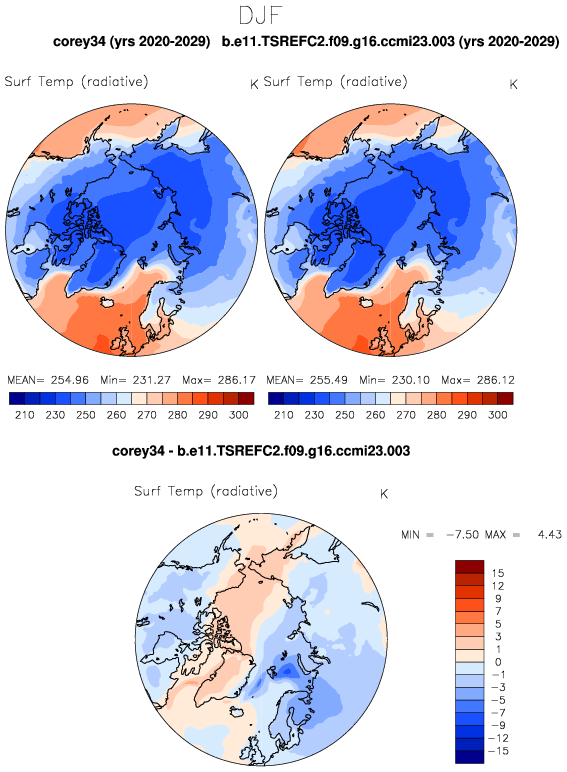 DJF
corey34 (yrs 2020-2029) b.e11.TSREFC2.f09.g16.ccmi23.003 (yrs 2020-2029)
Surf Temp (radiative) K Surf Temp (radiative) K
MEAN= 254.96 Min= 231.27 Max= 286.17 MEAN= 255.49 Min= 230.10 Max= 286.12
210 230 250 260 270 280 290 300 210 230 250 260 270 280 290 300
corey34 - b.e11.TSREFC2.f09.g16.ccmi23.003
Surf Temp (radiative) K
MIN = -7.50 MAX = 4.43
15
12
9
7
5
3
1
0
-1
-3
-5
-7
-9
-12
-15